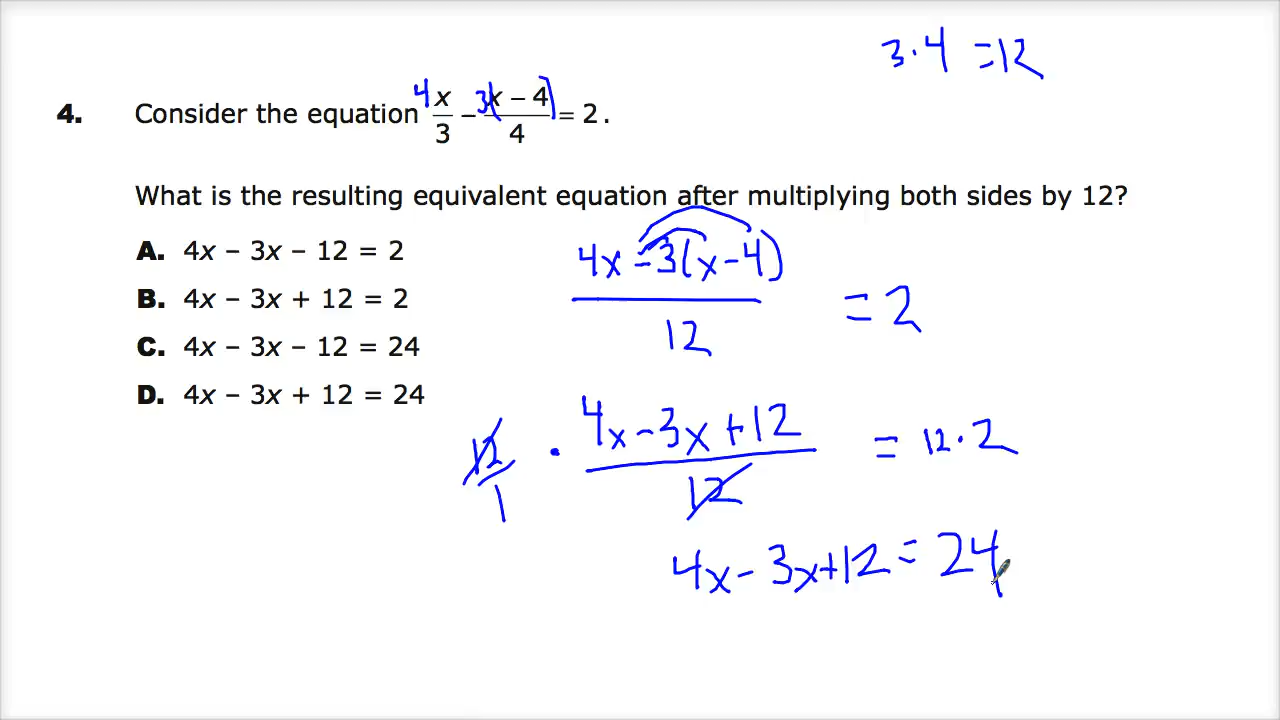 3·4 = 12
4. Consider the equation 4x/3 − 3(x − 4)/4 = 2.
What is the resulting equivalent equation after multiplying both sides by 12?
A. 4x − 3x − 12 = 2
B. 4x − 3x + 12 = 2
C. 4x − 3x − 12 = 24
D. 4x − 3x + 12 = 24
4x − 3(x − 4)
= 2
12
12/1 · 4x − 3x + 12 = 12 · 2
12
4x − 3x + 12 = 24